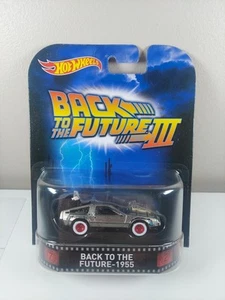 Hot Wheels
BACK
TO THE
FUTURE III
BACK TO THE
FUTURE-1955